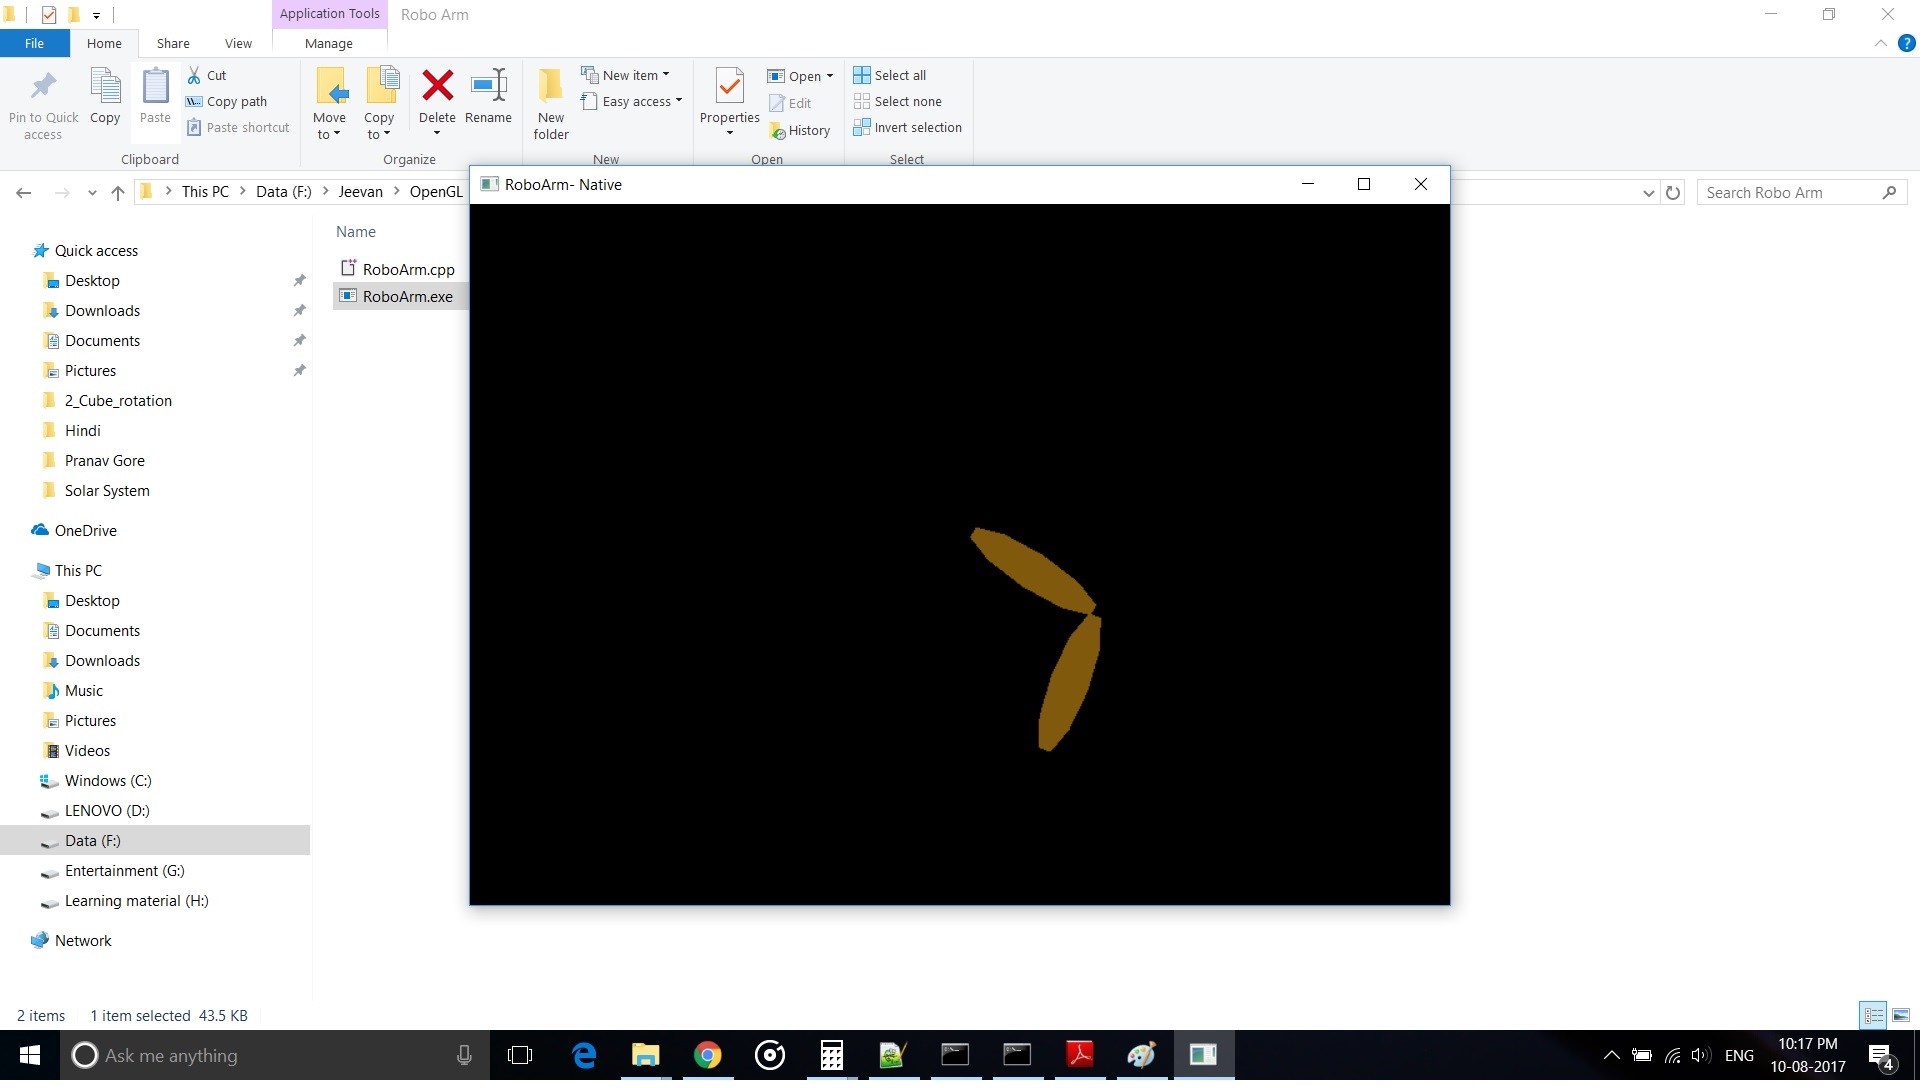 Application Tools
Robo Arm
File
Home
Share
View
Manage
Pin to Quick access
Copy
Paste
Cut
Copy path
Paste shortcut
Clipboard
Move to
Copy to
Delete
Rename
Organize
New folder
New item
Easy access
New
Properties
Open
Edit
History
Open
Select all
Select none
Invert selection
Select
This PC
Data (F:)
Jeevan
OpenGL
Search Robo Arm
RoboArm- Native
Name
RoboArm.cpp
RoboArm.exe
Quick access
Desktop
Downloads
Documents
Pictures
2_Cube_rotation
Hindi
Pranav Gore
Solar System
OneDrive
This PC
Desktop
Documents
Downloads
Music
Pictures
Videos
Windows (C:)
LENOVO (D:)
Data (F:)
Entertainment (G:)
Learning material (H:)
Network
2 items
1 item selected 43.5 KB
Ask me anything
ENG
10:17 PM
10-08-2017
4